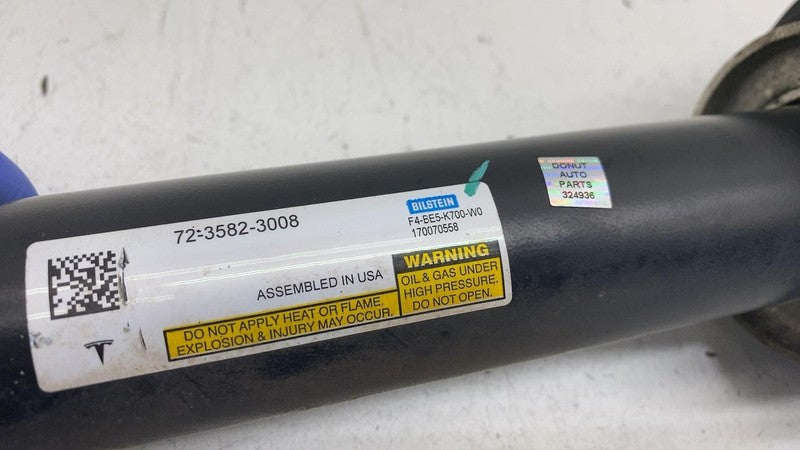 72-3582-3008
BILSTEIN
F4-BE5-K700-W0
170070558
ASSEMBLED IN USA
WARNING
OIL & GAS UNDER
HIGH PRESSURE.
DO NOT OPEN.
DO NOT APPLY HEAT OR FLAME.
EXPLOSION & INJURY MAY OCCUR.
DONUT
AUTO
PARTS
324936